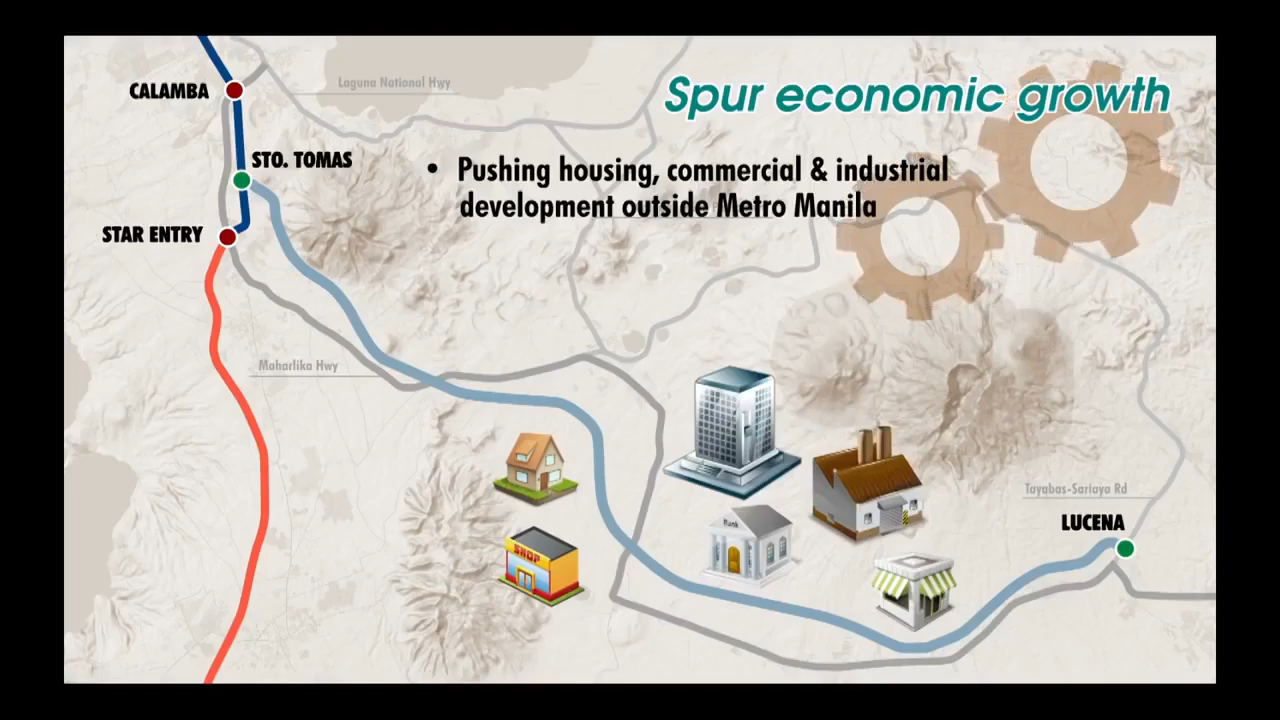 Laguna National Hwy
CALAMBA
Spur economic growth
STO. TOMAS
• Pushing housing, commercial & industrial
development outside Metro Manila
STAR ENTRY
Maharlika Hwy
Bank
SHOP
Tayabas-Sariaya Rd
LUCENA